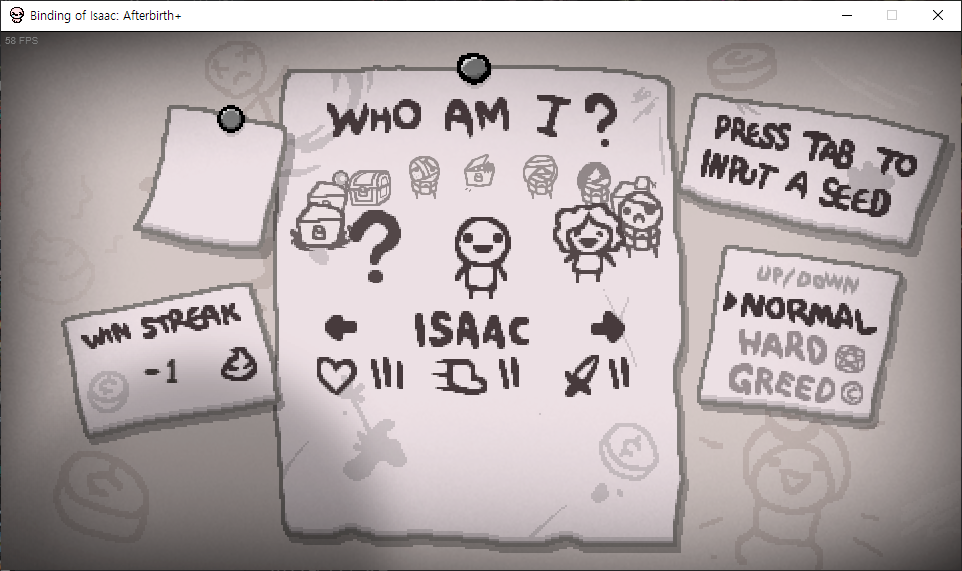 Binding of Isaac: Afterbirth+
58 FPS
WHO AM I?
PRESS TAB TO
INPUT A SEED
?
WIN STREAK
-1
ISAAC
UP/DOWN
NORMAL
HARD
GREED